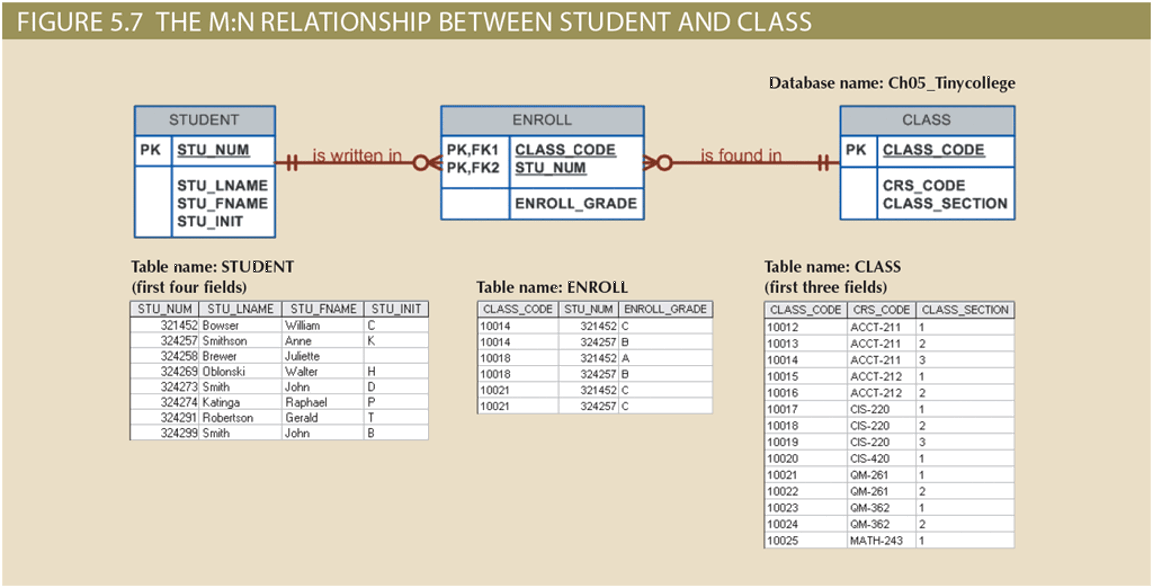 FIGURE 5.7 THE M:N RELATIONSHIP BETWEEN STUDENT AND CLASS
Database name: Ch05_Tinycollege
STUDENT
PK STU_NUM
STU_LNAME
STU_FNAME
STU_INIT
is written in
ENROLL
PK,FK1 CLASS_CODE
PK,FK2 STU_NUM
ENROLL_GRADE
is found in
CLASS
PK CLASS_CODE
CRS_CODE
CLASS_SECTION
Table name: STUDENT
(first four fields)
STU_NUM STU_LNAME STU_FNAME STU_INIT
321452 Bowser William C
324257 Smithson Anne K
324258 Brewer Juliette
324269 Oblonski Walter H
324273 Smith John D
324274 Katinga Raphael P
324291 Robertson Gerald T
324299 Smith John B
Table name: ENROLL
CLASS_CODE STU_NUM ENROLL_GRADE
10014 321452 C
10014 324257 B
10018 321452 A
10018 324257 B
10021 321452 C
10021 324257 C
Table name: CLASS
(first three fields)
CLASS_CODE CRS_CODE CLASS_SECTION
10012 ACCT-211 1
10013 ACCT-211 2
10014 ACCT-211 3
10015 ACCT-212 1
10016 ACCT-212 2
10017 CIS-220 1
10018 CIS-220 2
10019 CIS-220 3
10020 CIS-420 1
10021 QM-261 1
10022 QM-261 2
10023 QM-362 1
10024 QM-362 2
10025 MATH-243 1